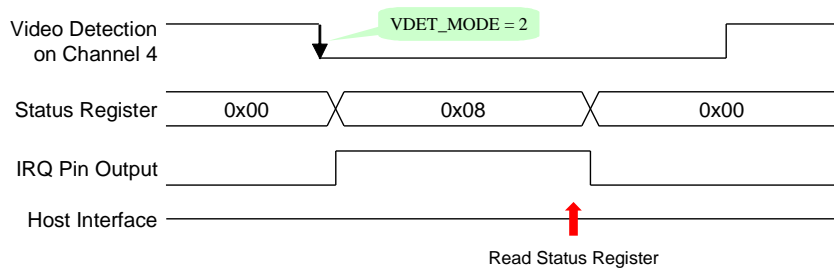 Video Detection
on Channel 4
VDET_MODE = 2
Status Register
0x00
0x08
0x00
IRQ Pin Output
Host Interface
Read Status Register